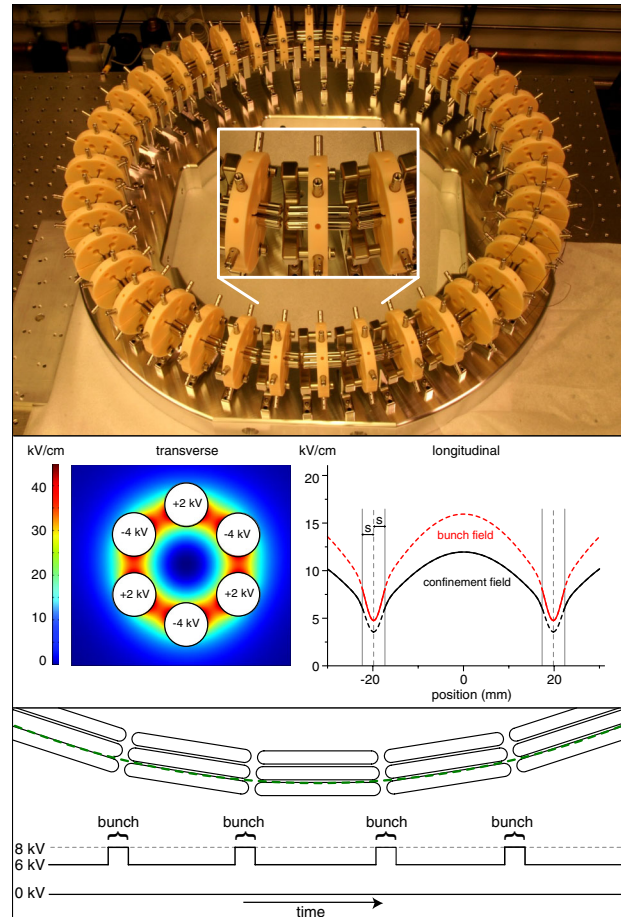 kV/cm transverse
40
30
20
10
0
+2 kV
-4 kV -4 kV
+2 kV +2 kV
-4 kV
kV/cm longitudinal
20
15
10
5
0
s
s
bunch field
confinement field
-20 0 20
position (mm)
bunch bunch bunch bunch
8 kV
6 kV
0 kV
time